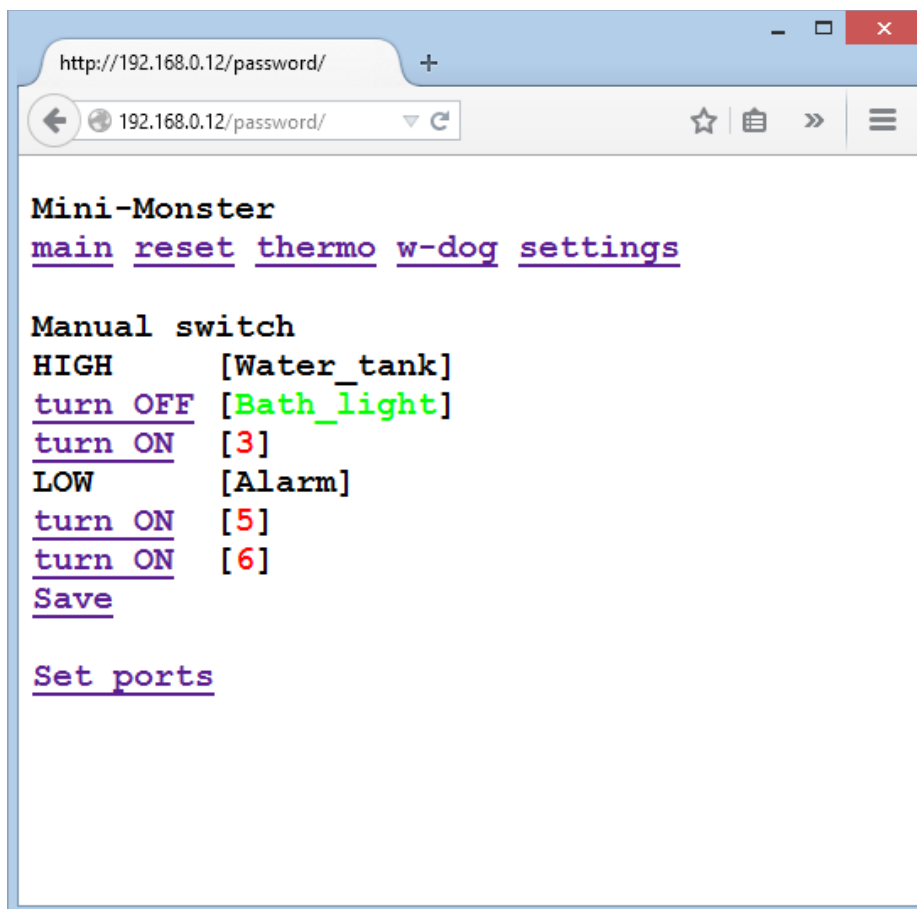 http://192.168.0.12/password/
192.168.0.12/password/
Mini-Monster
main reset thermo w-dog settings
Manual switch
HIGH [Water_tank]
turn OFF [Bath_light]
turn ON [3]
LOW [Alarm]
turn ON [5]
turn ON [6]
Save
Set ports